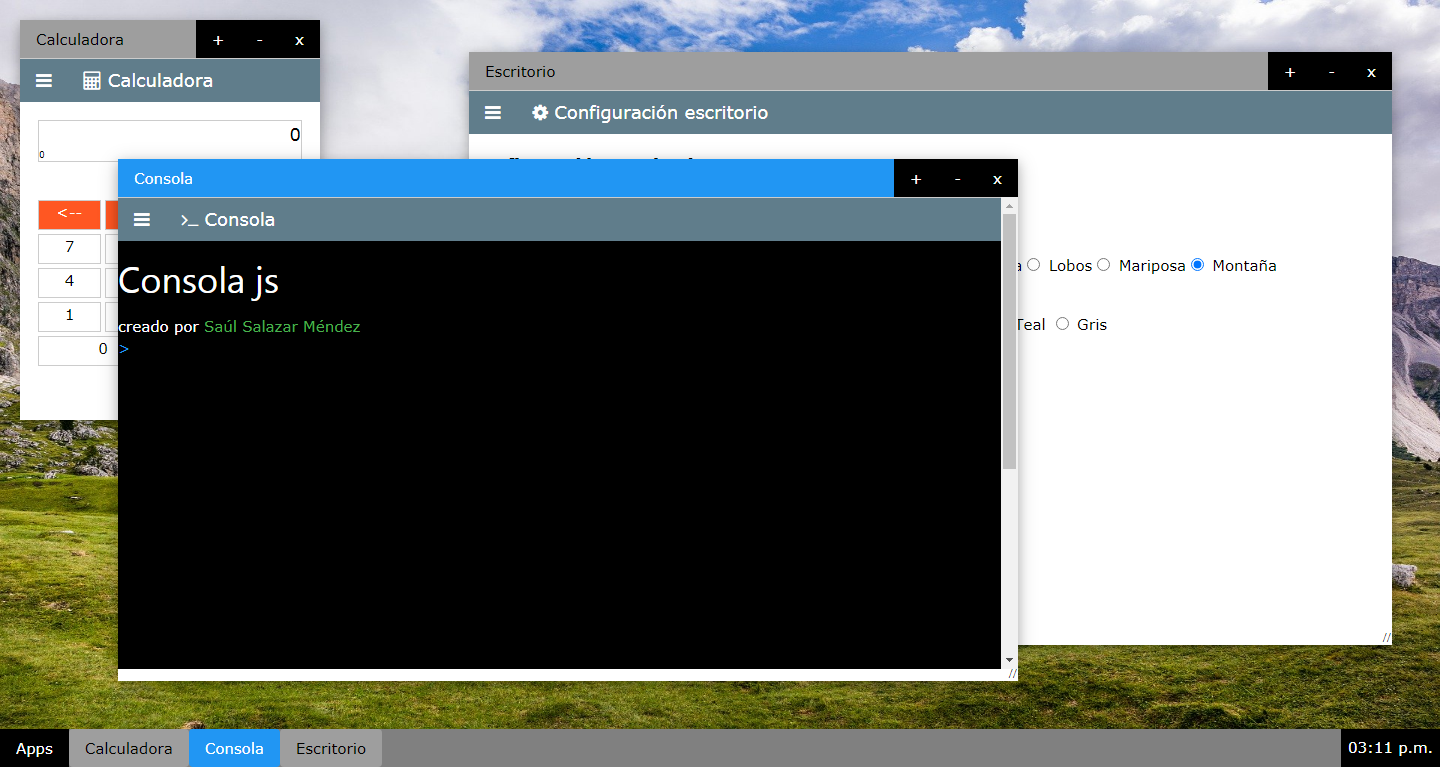 Calculadora + - x
Calculadora
0
0
<--
7
4
1
0
Escritorio + - x
Configuración escritorio
Lobos Mariposa Montaña
Teal Gris
Consola + - x
>_ Consola
Consola js
creado por Saúl Salazar Méndez
>
Apps Calculadora Consola Escritorio 03:11 p.m.